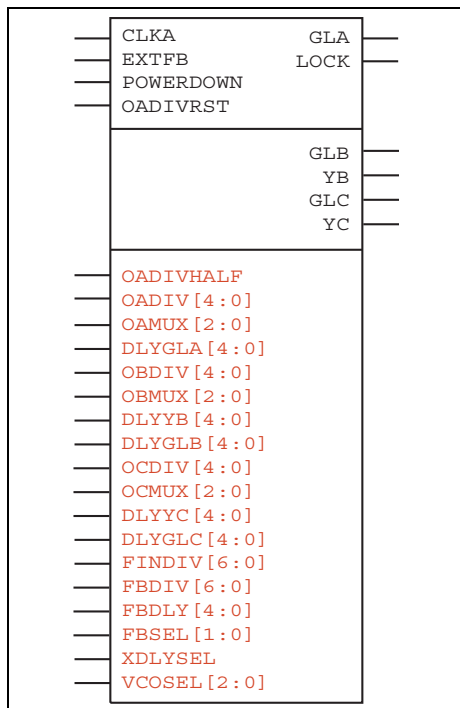 CLKA GLA
EXTFB LOCK
POWERDOWN
OADIVRST
GLB
YB
GLC
YC
OADIVHALF
OADIV[4:0]
OAMUX[2:0]
DLYGLA[4:0]
OBDIV[4:0]
OBMUX[2:0]
DLYYB[4:0]
DLYGLB[4:0]
OCDIV[4:0]
OCMUX[2:0]
DLYYC[4:0]
DLYGLC[4:0]
FINDIV[6:0]
FBDIV[6:0]
FBDLY[4:0]
FBSEL[1:0]
XDLYSEL
VCOSEL[2:0]